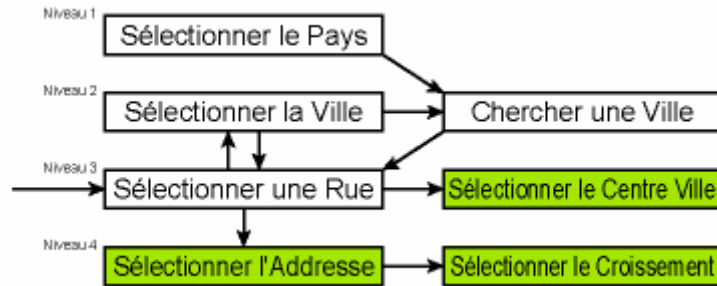 Niveau 1
Sélectionner le Pays
Niveau 2
Sélectionner la Ville
Chercher une Ville
Niveau 3
Sélectionner une Rue
Sélectionner le Centre Ville
Niveau 4
Sélectionner l'Addresse
Sélectionner le Croissement